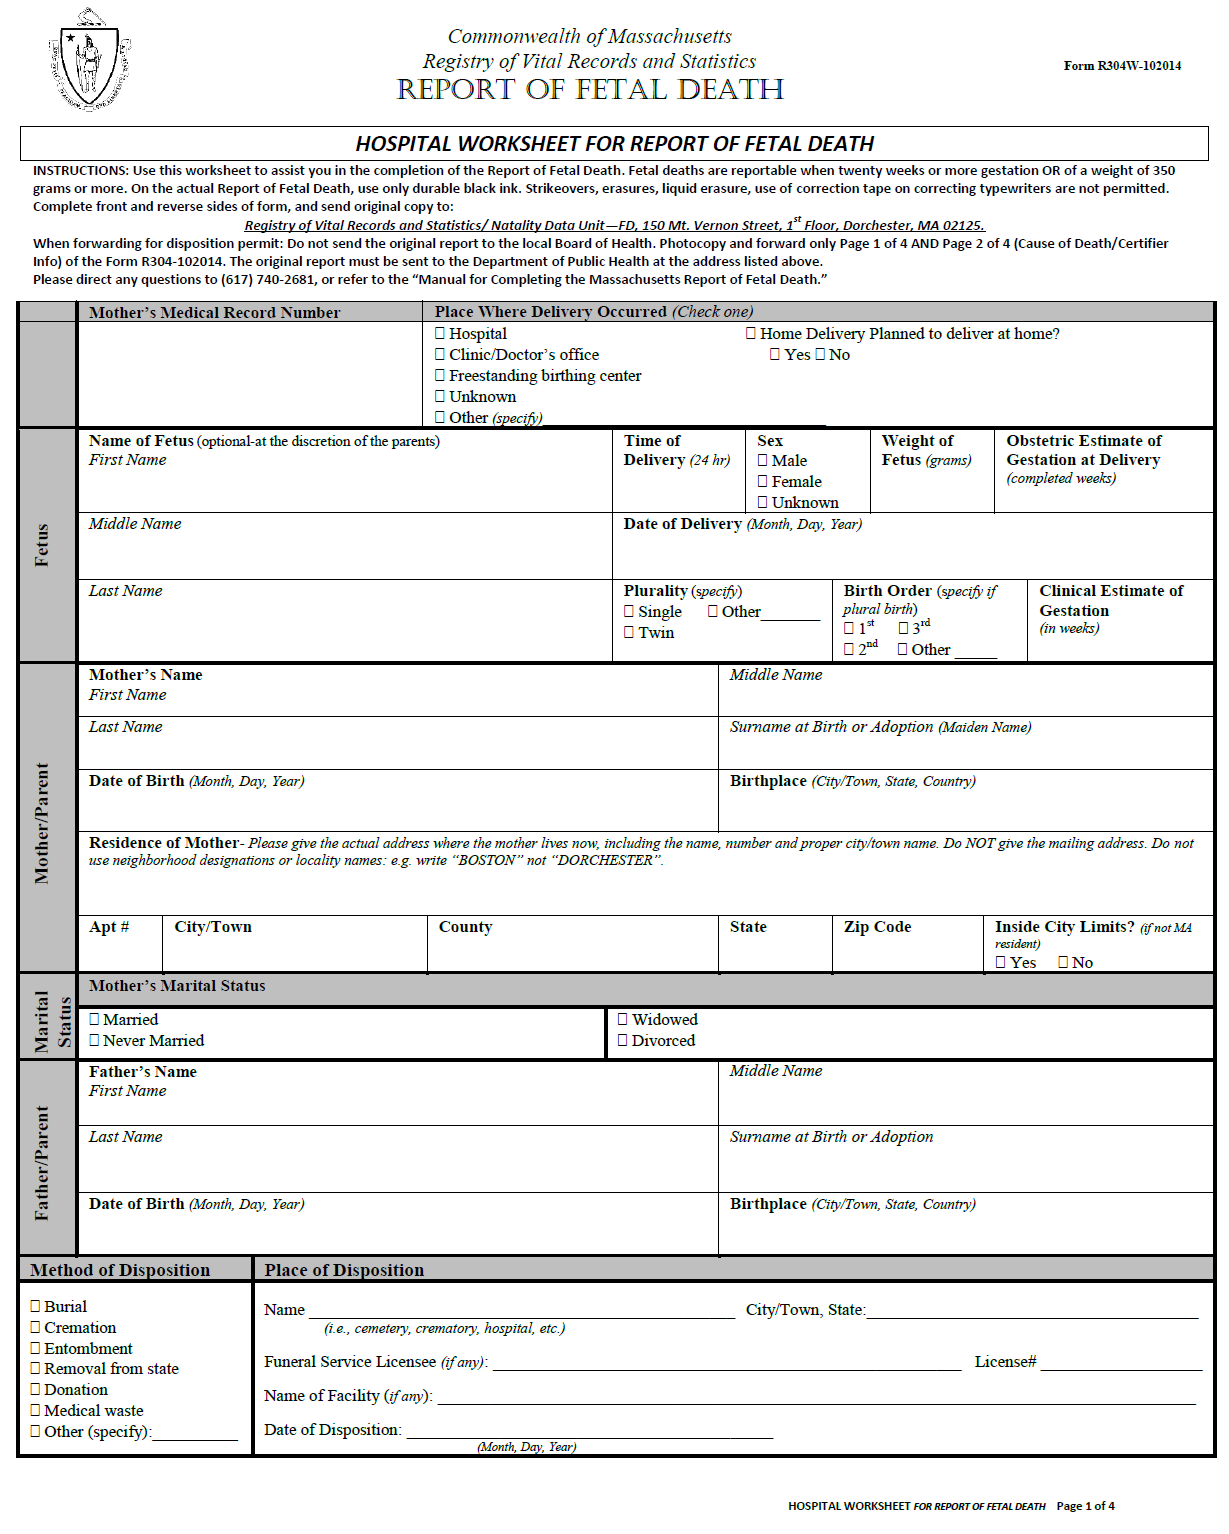 Commonwealth of Massachusetts
Registry of Vital Records and Statistics
REPORT OF FETAL DEATH
Form R304W-102014
HOSPITAL WORKSHEET FOR REPORT OF FETAL DEATH
INSTRUCTIONS: Use this worksheet to assist you in the completion of the Report of Fetal Death. Fetal deaths are reportable when twenty weeks or more gestation OR of a weight of 350
grams or more. On the actual Report of Fetal Death, use only durable black ink. Strikeovers, erasures, liquid erasure, use of correction tape on correcting typewriters are not permitted.
Complete front and reverse sides of form, and send original copy to:
Registry of Vital Records and Statistics/ Natality Data Unit—FD, 150 Mt. Vernon Street, 1st Floor, Dorchester, MA 02125.
When forwarding for disposition permit: Do not send the original report to the local Board of Health. Photocopy and forward only Page 1 of 4 AND Page 2 of 4 (Cause of Death/Certifier
Info) of the Form R304-102014. The original report must be sent to the Department of Public Health at the address listed above.
Please direct any questions to (617) 740-2681, or refer to the “Manual for Completing the Massachusetts Report of Fetal Death.”
Mother’s Medical Record Number
Place Where Delivery Occurred (Check one)
☐ Hospital
☐ Home Delivery Planned to deliver at home?
☐ Clinic/Doctor’s office
☐ Yes ☐ No
☐ Freestanding birthing center
☐ Unknown
☐ Other (specify)
Fetus
Name of Fetus (optional-at the discretion of the parents)
First Name
Time of
Delivery (24 hr)
Sex
☐ Male
☐ Female
☐ Unknown
Weight of
Fetus (grams)
Obstetric Estimate of
Gestation at Delivery
(completed weeks)
Middle Name
Date of Delivery (Month, Day, Year)
Last Name
Plurality (specify)
☐ Single ☐ Other_______
☐ Twin
Birth Order (specify if
plural birth)
☐ 1st ☐ 3rd
☐ 2nd ☐ Other _____
Clinical Estimate of
Gestation
(in weeks)
Mother/Parent
Mother’s Name
First Name
Middle Name
Last Name
Surname at Birth or Adoption (Maiden Name)
Date of Birth (Month, Day, Year)
Birthplace (City/Town, State, Country)
Residence of Mother- Please give the actual address where the mother lives now, including the name, number and proper city/town name. Do NOT give the mailing address. Do not
use neighborhood designations or locality names: e.g. write “BOSTON” not “DORCHESTER”.
Apt #
City/Town
County
State
Zip Code
Inside City Limits? (if not MA
resident)
☐ Yes ☐ No
Marital
Status
Mother’s Marital Status
☐ Married
☐ Never Married
☐ Widowed
☐ Divorced
Father/Parent
Father’s Name
First Name
Middle Name
Last Name
Surname at Birth or Adoption
Date of Birth (Month, Day, Year)
Birthplace (City/Town, State, Country)
Method of Disposition
Place of Disposition
☐ Burial
☐ Cremation
☐ Entombment
☐ Removal from state
☐ Donation
☐ Medical waste
☐ Other (specify):__________
Name ____________________ City/Town, State:____________________
(i.e., cemetery, crematory, hospital, etc.)
Funeral Service Licensee (if any): ____________________ License# __________
Name of Facility (if any): ____________________
Date of Disposition: ____________________
(Month, Day, Year)
HOSPITAL WORKSHEET FOR REPORT OF FETAL DEATH Page 1 of 4